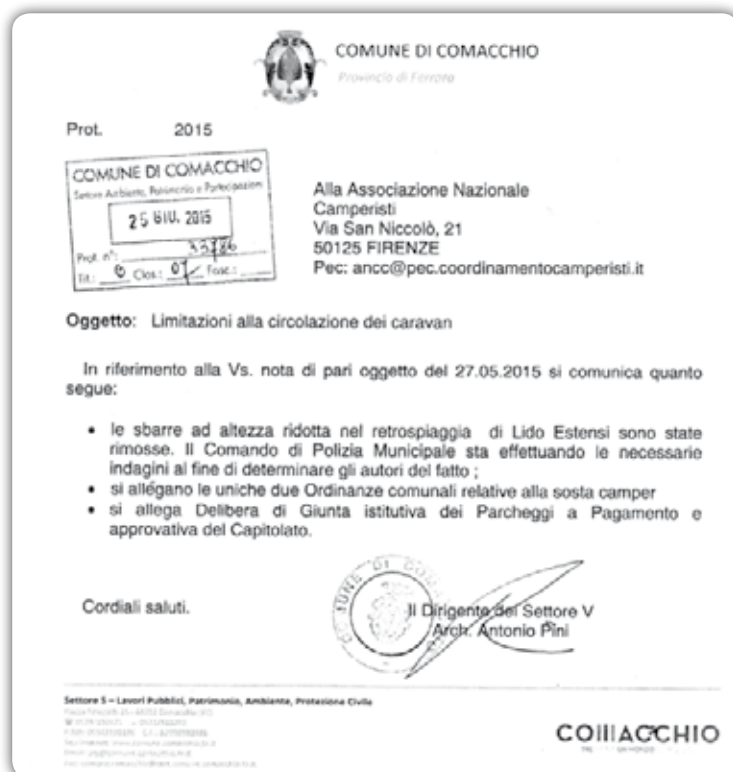 COMUNE DI COMACCHIO
Provincia di Ferrara
Prot. 2015
COMUNE DI COMACCHIO
Settore Ambiente, Patrimonio e Partecipazioni
25 GIU. 2015
Prot. n°:
Tit.: Clas.: 01 Fasc.:
Alla Associazione Nazionale
Camperisti
Via San Niccolò, 21
50125 FIRENZE
Pec: ancc@pec.coordinamentocamperisti.it
Oggetto: Limitazioni alla circolazione dei caravan
In riferimento alla Vs. nota di pari oggetto del 27.05.2015 si comunica quanto
segue:
• le sbarre ad altezza ridotta nel retrospiaggia di Lido Estensi sono state
rimosse. Il Comando di Polizia Municipale sta effettuando le necessarie
indagini al fine di determinare gli autori del fatto ;
• si allegano le uniche due Ordinanze comunali relative alla sosta camper
• si allega Delibera di Giunta istitutiva dei Parcheggi a Pagamento e
approvativa del Capitolato.
Cordiali saluti.
Il Dirigente del Settore V
Arch. Antonio Pini
Settore 5 – Lavori Pubblici, Patrimonio, Ambiente, Protezione Civile
COMACCHIO